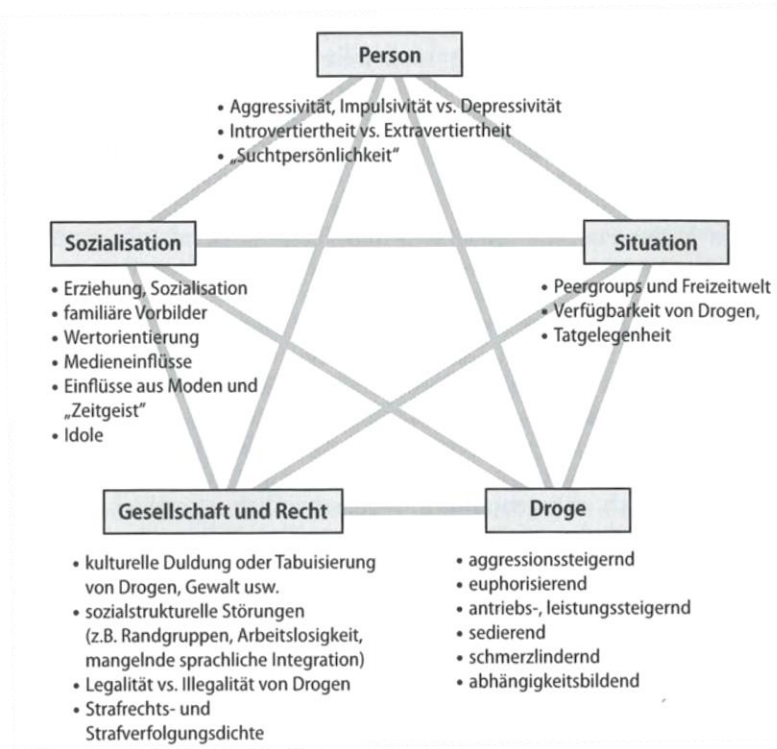 Person
• Aggressivität, Impulsivität vs. Depressivität
• Introvertiertheit vs. Extravertiertheit
• „Suchtpersönlichkeit“
Sozialisation
• Erziehung, Sozialisation
• familiäre Vorbilder
• Wertorientierung
• Medieneinflüsse
• Einflüsse aus Moden und
„Zeitgeist“
• Idole
Situation
• Peergroups und Freizeitwelt
• Verfügbarkeit von Drogen,
• Tatgelegenheit
Gesellschaft und Recht
• kulturelle Duldung oder Tabuisierung
von Drogen, Gewalt usw.
• sozialstrukturelle Störungen
(z.B. Randgruppen, Arbeitslosigkeit,
mangelnde sprachliche Integration)
• Legalität vs. Illegalität von Drogen
• Strafrechts- und
Strafverfolgungsdichte
Droge
• aggressionssteigernd
• euphorisierend
• antriebs-, leistungssteigernd
• sedierend
• schmerzlindernd
• abhängigkeitsbildend